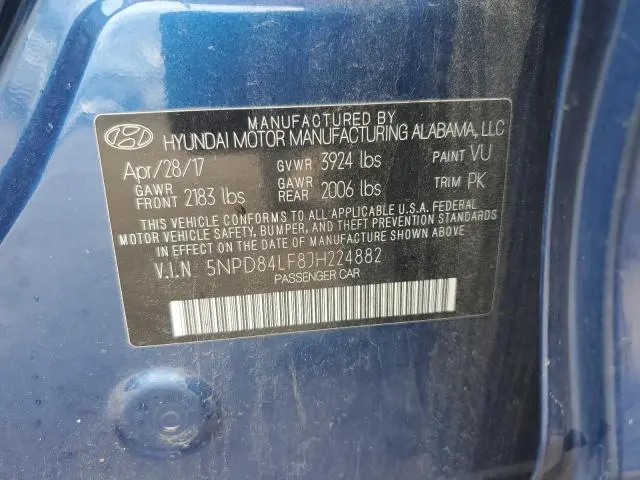 MANUFACTURED BY
HYUNDAI MOTOR MANUFACTURING ALABAMA, LLC
Apr/28/17 GVWR 3924 lbs PAINT VU
GAWR FRONT 2183 lbs GAWR REAR 2006 lbs TRIM PK
THIS VEHICLE CONFORMS TO ALL APPLICABLE U.S.A. FEDERAL
MOTOR VEHICLE SAFETY, BUMPER, AND THEFT PREVENTION STANDARDS
IN EFFECT ON THE DATE OF MANUFACTURE SHOWN ABOVE.
V.I.N 5NPD84LF8JH224882
PASSENGER CAR